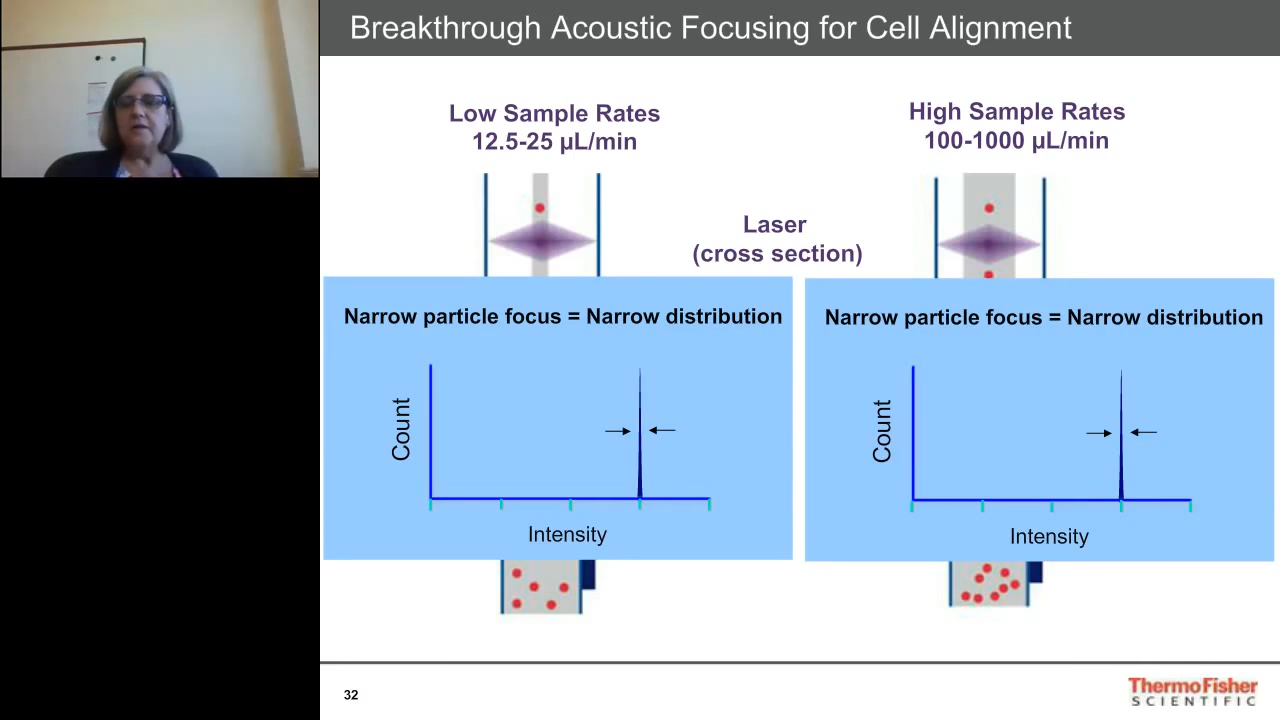 Breakthrough Acoustic Focusing for Cell Alignment
Low Sample Rates
12.5-25 µL/min
High Sample Rates
100-1000 µL/min
Laser
(cross section)
Narrow particle focus = Narrow distribution
Count
Intensity
Narrow particle focus = Narrow distribution
Count
Intensity
32
ThermoFisher
SCIENTIFIC